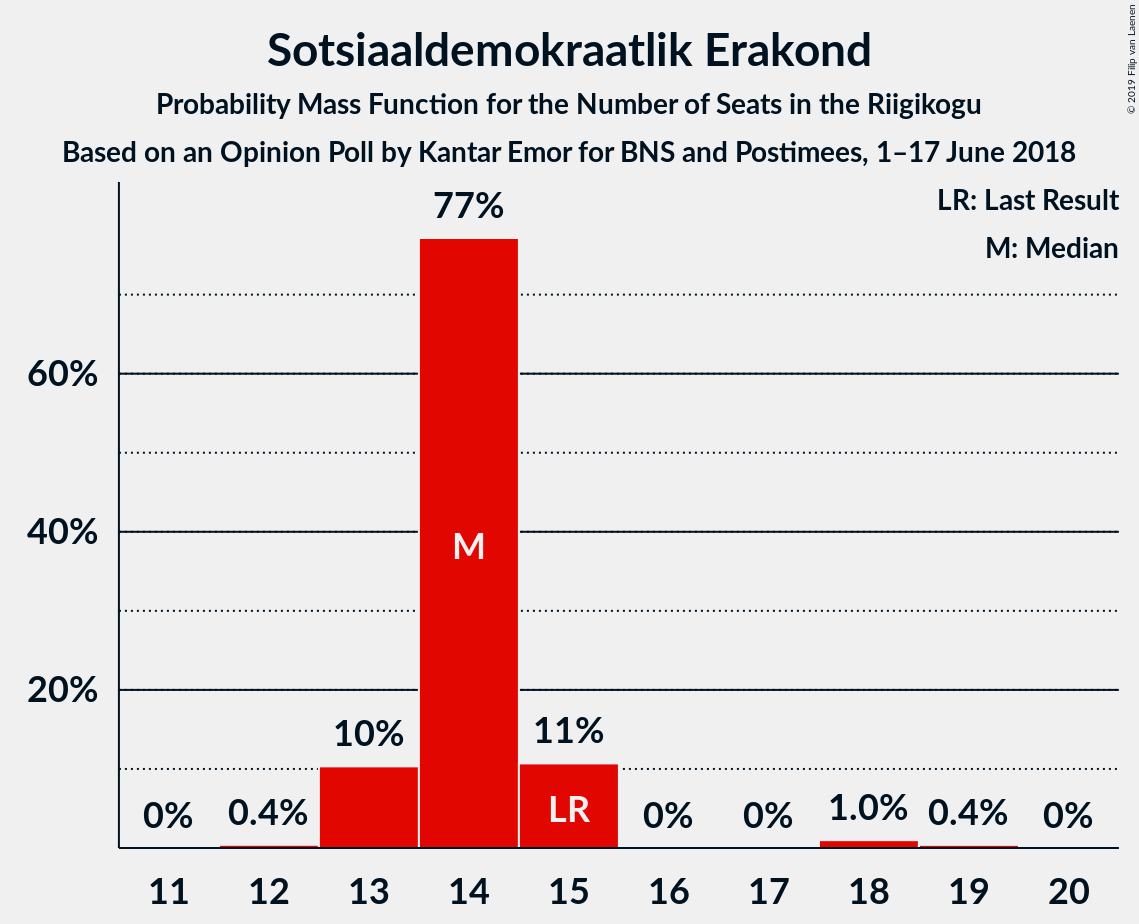 Sotsiaaldemokraatlik Erakond
Probability Mass Function for the Number of Seats in the Riigikogu
Based on an Opinion Poll by Kantar Emor for BNS and Postimees, 1–17 June 2018
© 2019 Filip van Laenen
LR: Last Result
M: Median
77%
60%
40%
20%
M
10%
11%
LR
0%
0.4%
0%
0%
1.0%
0.4%
0%
11 12 13 14 15 16 17 18 19 20